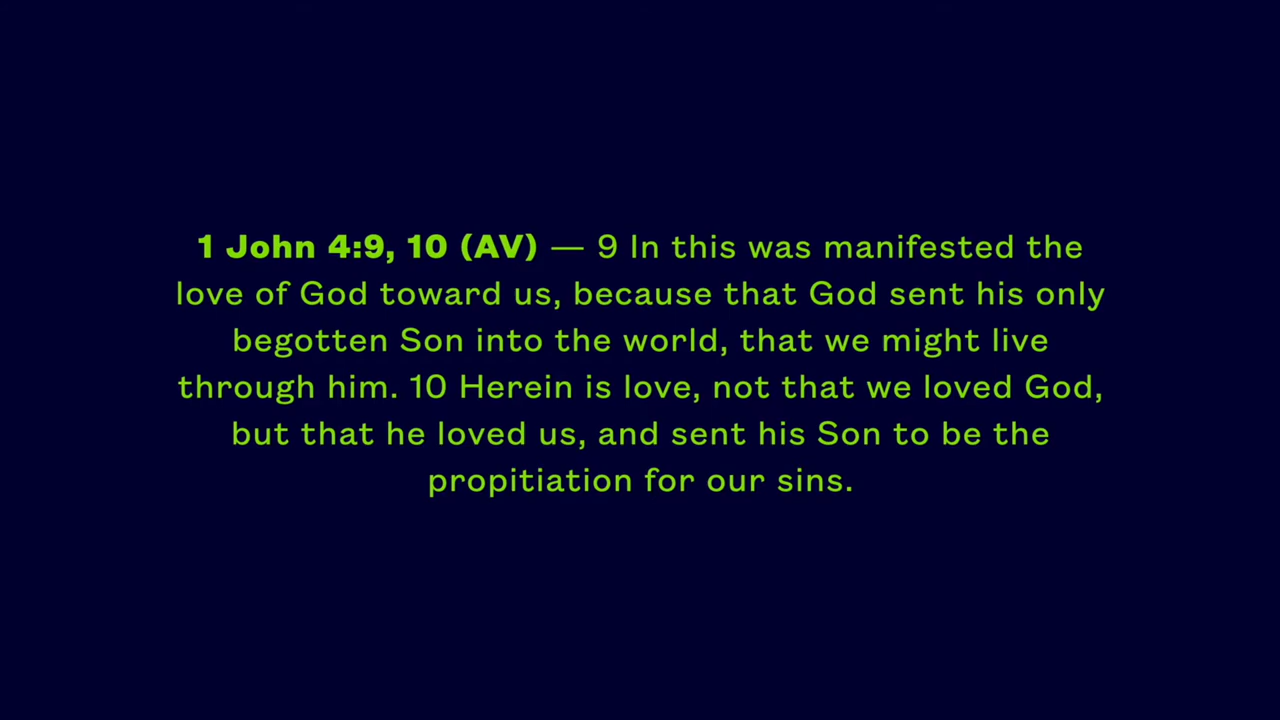 1 John 4:9, 10 (AV) — 9 In this was manifested the
love of God toward us, because that God sent his only
begotten Son into the world, that we might live
through him. 10 Herein is love, not that we loved God,
but that he loved us, and sent his Son to be the
propitiation for our sins.